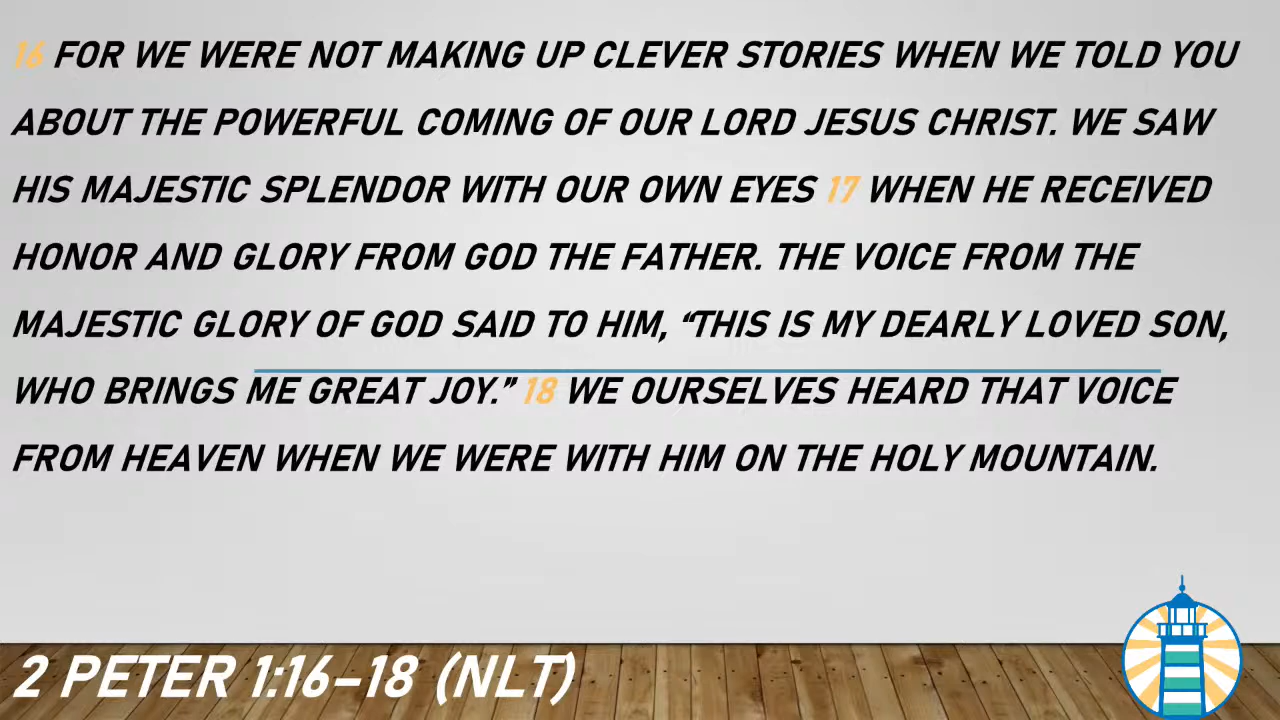 16 FOR WE WERE NOT MAKING UP CLEVER STORIES WHEN WE TOLD YOU
ABOUT THE POWERFUL COMING OF OUR LORD JESUS CHRIST. WE SAW
HIS MAJESTIC SPLENDOR WITH OUR OWN EYES 17 WHEN HE RECEIVED
HONOR AND GLORY FROM GOD THE FATHER. THE VOICE FROM THE
MAJESTIC GLORY OF GOD SAID TO HIM, “THIS IS MY DEARLY LOVED SON,
WHO BRINGS ME GREAT JOY.” 18 WE OURSELVES HEARD THAT VOICE
FROM HEAVEN WHEN WE WERE WITH HIM ON THE HOLY MOUNTAIN.
2 PETER 1:16–18 (NLT)